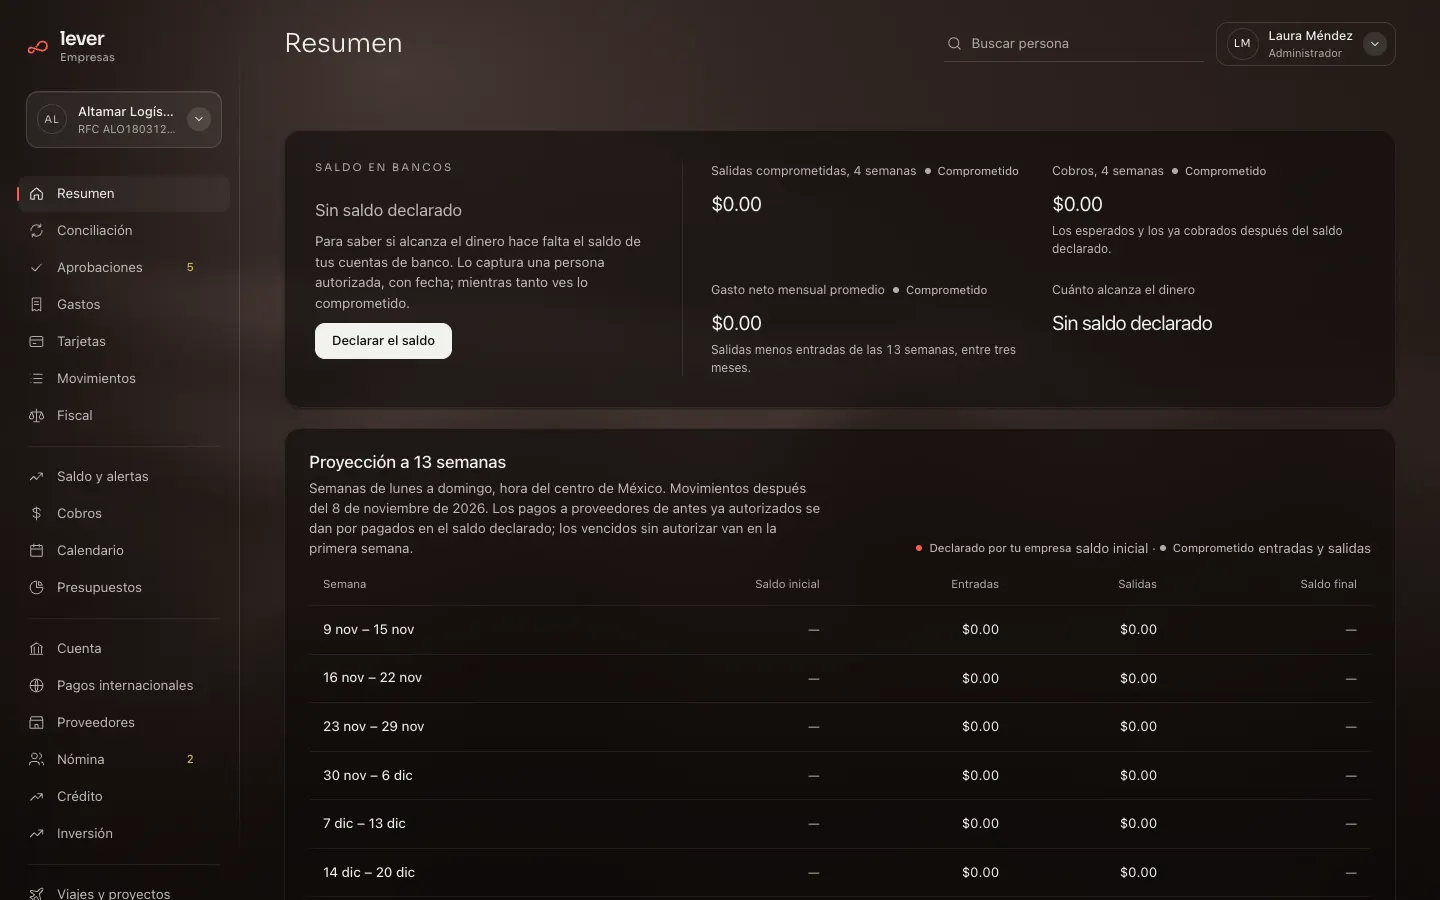 lever
Empresas
AL
Altamar Logís...
RFC ALO180312...
Resumen
Conciliación
Aprobaciones 5
Gastos
Tarjetas
Movimientos
Fiscal
Saldo y alertas
Cobros
Calendario
Presupuestos
Cuenta
Pagos internacionales
Proveedores
Nómina 2
Crédito
Inversión
Viajes y proyectos
Resumen
Buscar persona
LM
Laura Méndez
Administrador
SALDO EN BANCOS
Sin saldo declarado
Para saber si alcanza el dinero hace falta el saldo de
tus cuentas de banco. Lo captura una persona
autorizada, con fecha; mientras tanto ves lo
comprometido.
Declarar el saldo
Salidas comprometidas, 4 semanas • Comprometido
$0.00
Cobros, 4 semanas • Comprometido
$0.00
Los esperados y los ya cobrados después del saldo
declarado.
Gasto neto mensual promedio • Comprometido
$0.00
Salidas menos entradas de las 13 semanas, entre tres
meses.
Cuánto alcanza el dinero
Sin saldo declarado
Proyección a 13 semanas
Semanas de lunes a domingo, hora del centro de México. Movimientos después
del 8 de noviembre de 2026. Los pagos a proveedores de antes ya autorizados se
dan por pagados en el saldo declarado; los vencidos sin autorizar van en la
primera semana.
• Declarado por tu empresa saldo inicial · • Comprometido entradas y salidas
Semana Saldo inicial Entradas Salidas Saldo final
9 nov – 15 nov — $0.00 $0.00 —
16 nov – 22 nov — $0.00 $0.00 —
23 nov – 29 nov — $0.00 $0.00 —
30 nov – 6 dic — $0.00 $0.00 —
7 dic – 13 dic — $0.00 $0.00 —
14 dic – 20 dic — $0.00 $0.00 —